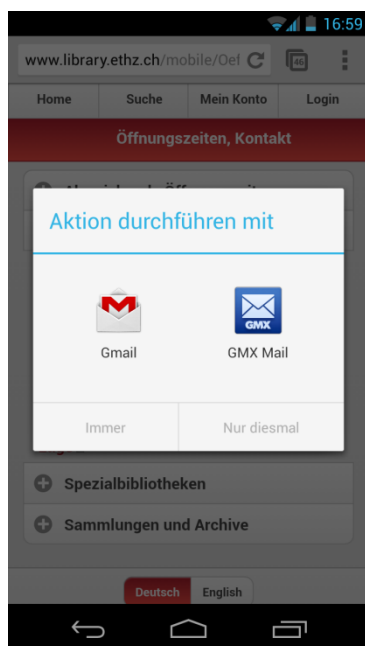 16:59
www.library.ethz.ch/mobile/Oef
46
Home Suche Mein Konto Login
Öffnungszeiten, Kontakt
Aktion durchführen mit
GMX
Gmail GMX Mail
Immer Nur diesmal
Spezialbibliotheken
Sammlungen und Archive
Deutsch English